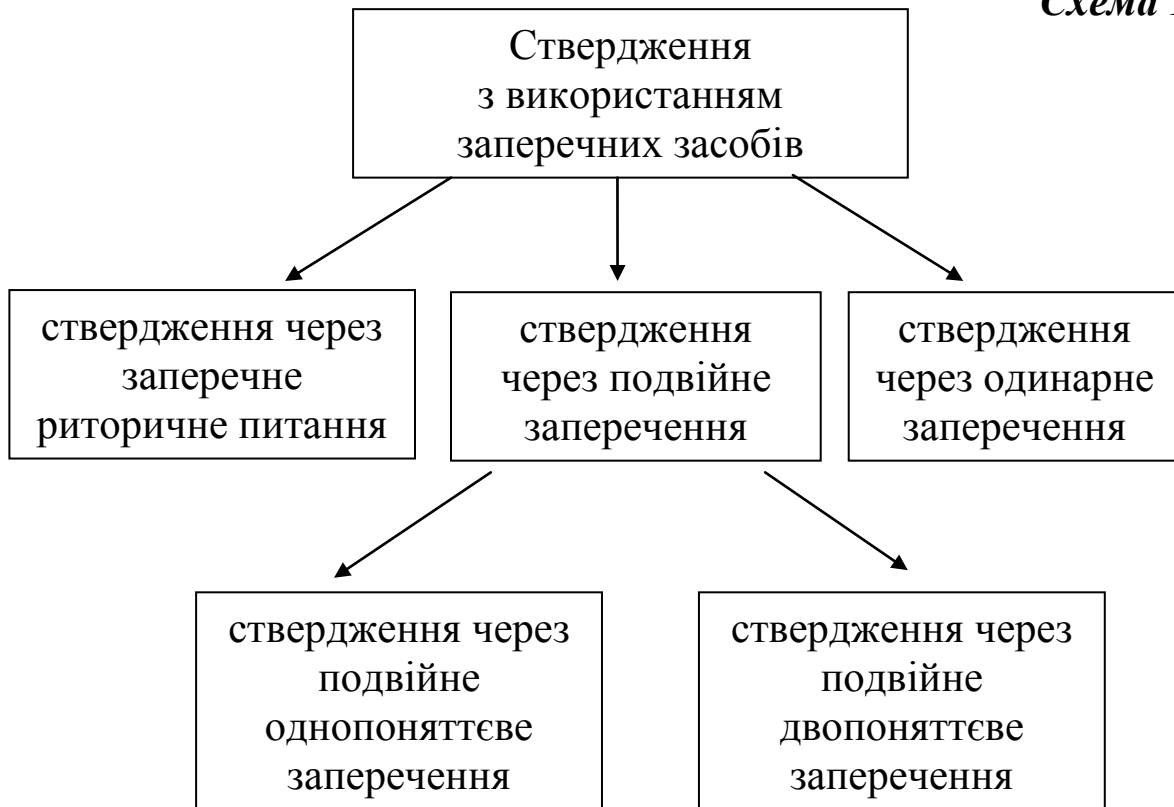 Схема
Ствердження
з використанням
заперечних засобів
ствердження через
заперечне
риторичне питання
ствердження
через подвійне
заперечення
ствердження
через одинарне
заперечення
ствердження через
подвійне
однопоняттєве
заперечення
ствердження через
подвійне
двопоняттєве
заперечення